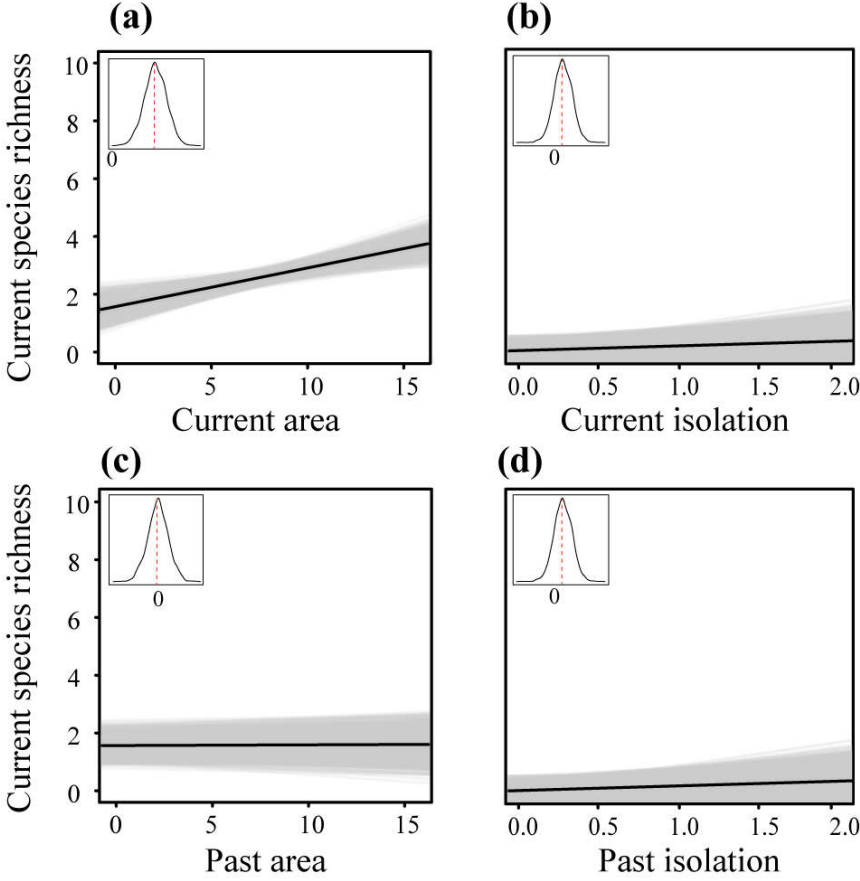 (a)
(b)
10
8
6
4
2
0
Current species richness
0
0
0 5 10 15
0.0 0.5 1.0 1.5 2.0
Current area
Current isolation
(c)
(d)
10
8
6
4
2
0
Current species richness
0
0
0 5 10 15
0.0 0.5 1.0 1.5 2.0
Past area
Past isolation